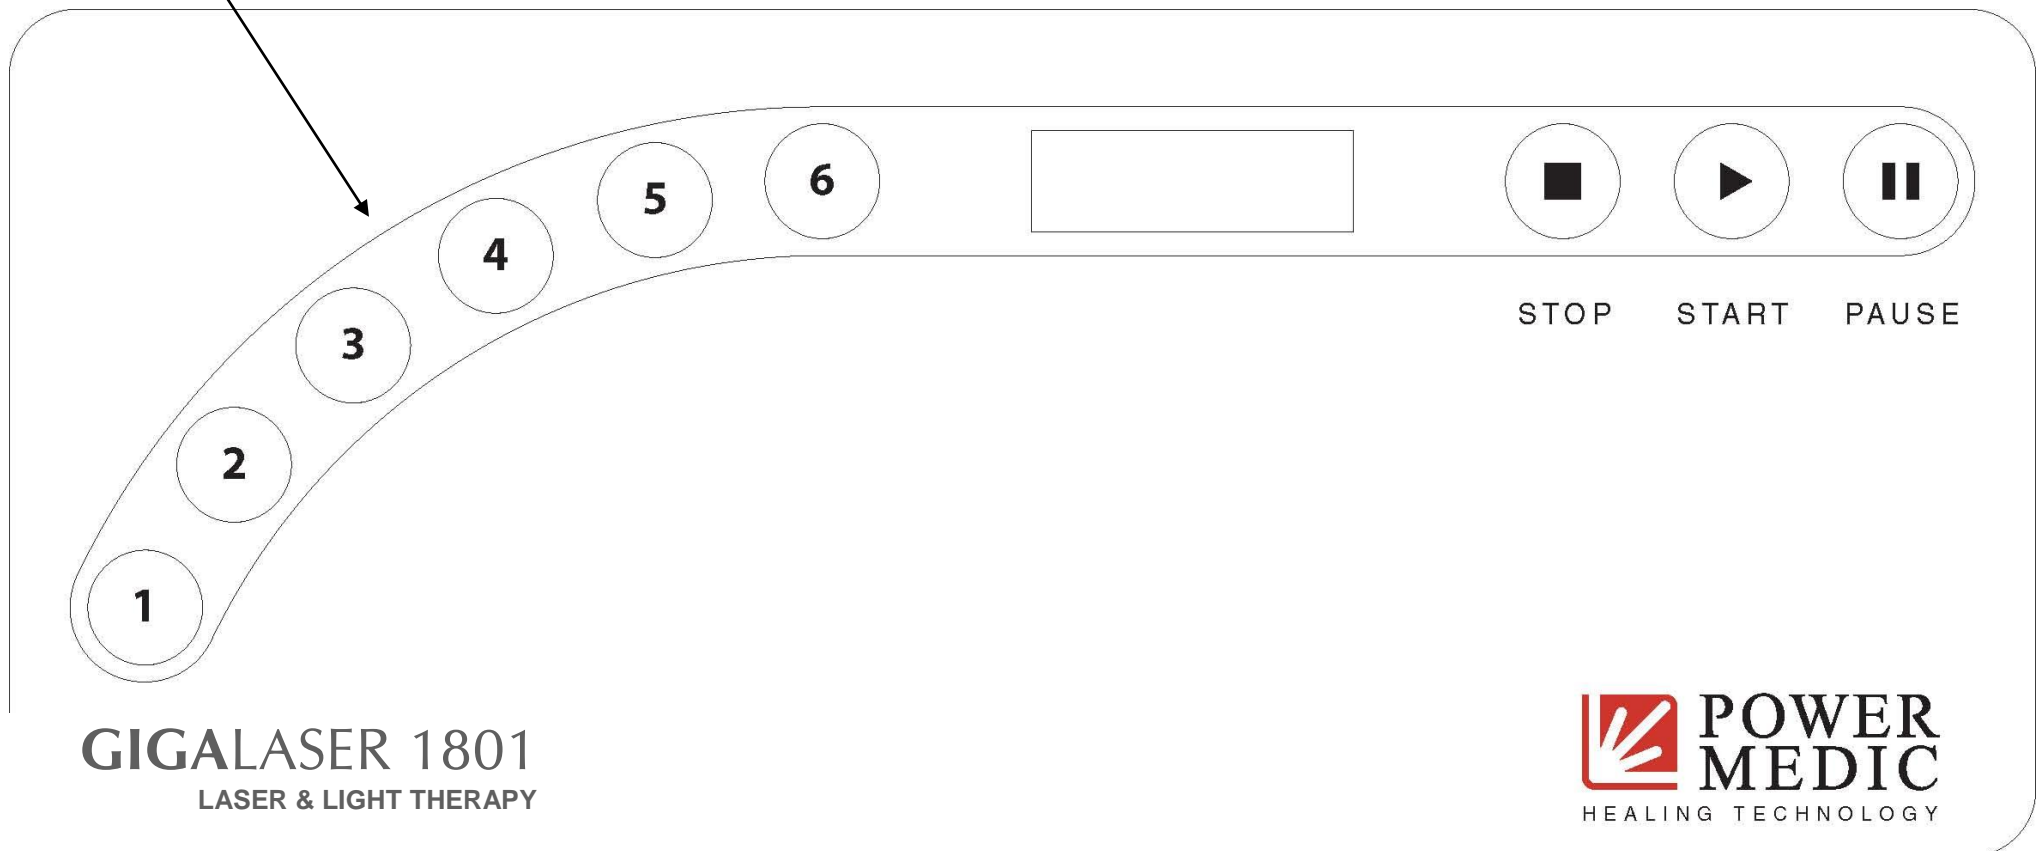 1
2
3
4
5
6
STOP START PAUSE
GIGALASER 1801
LASER & LIGHT THERAPY
POWER
MEDIC
HEALING TECHNOLOGY